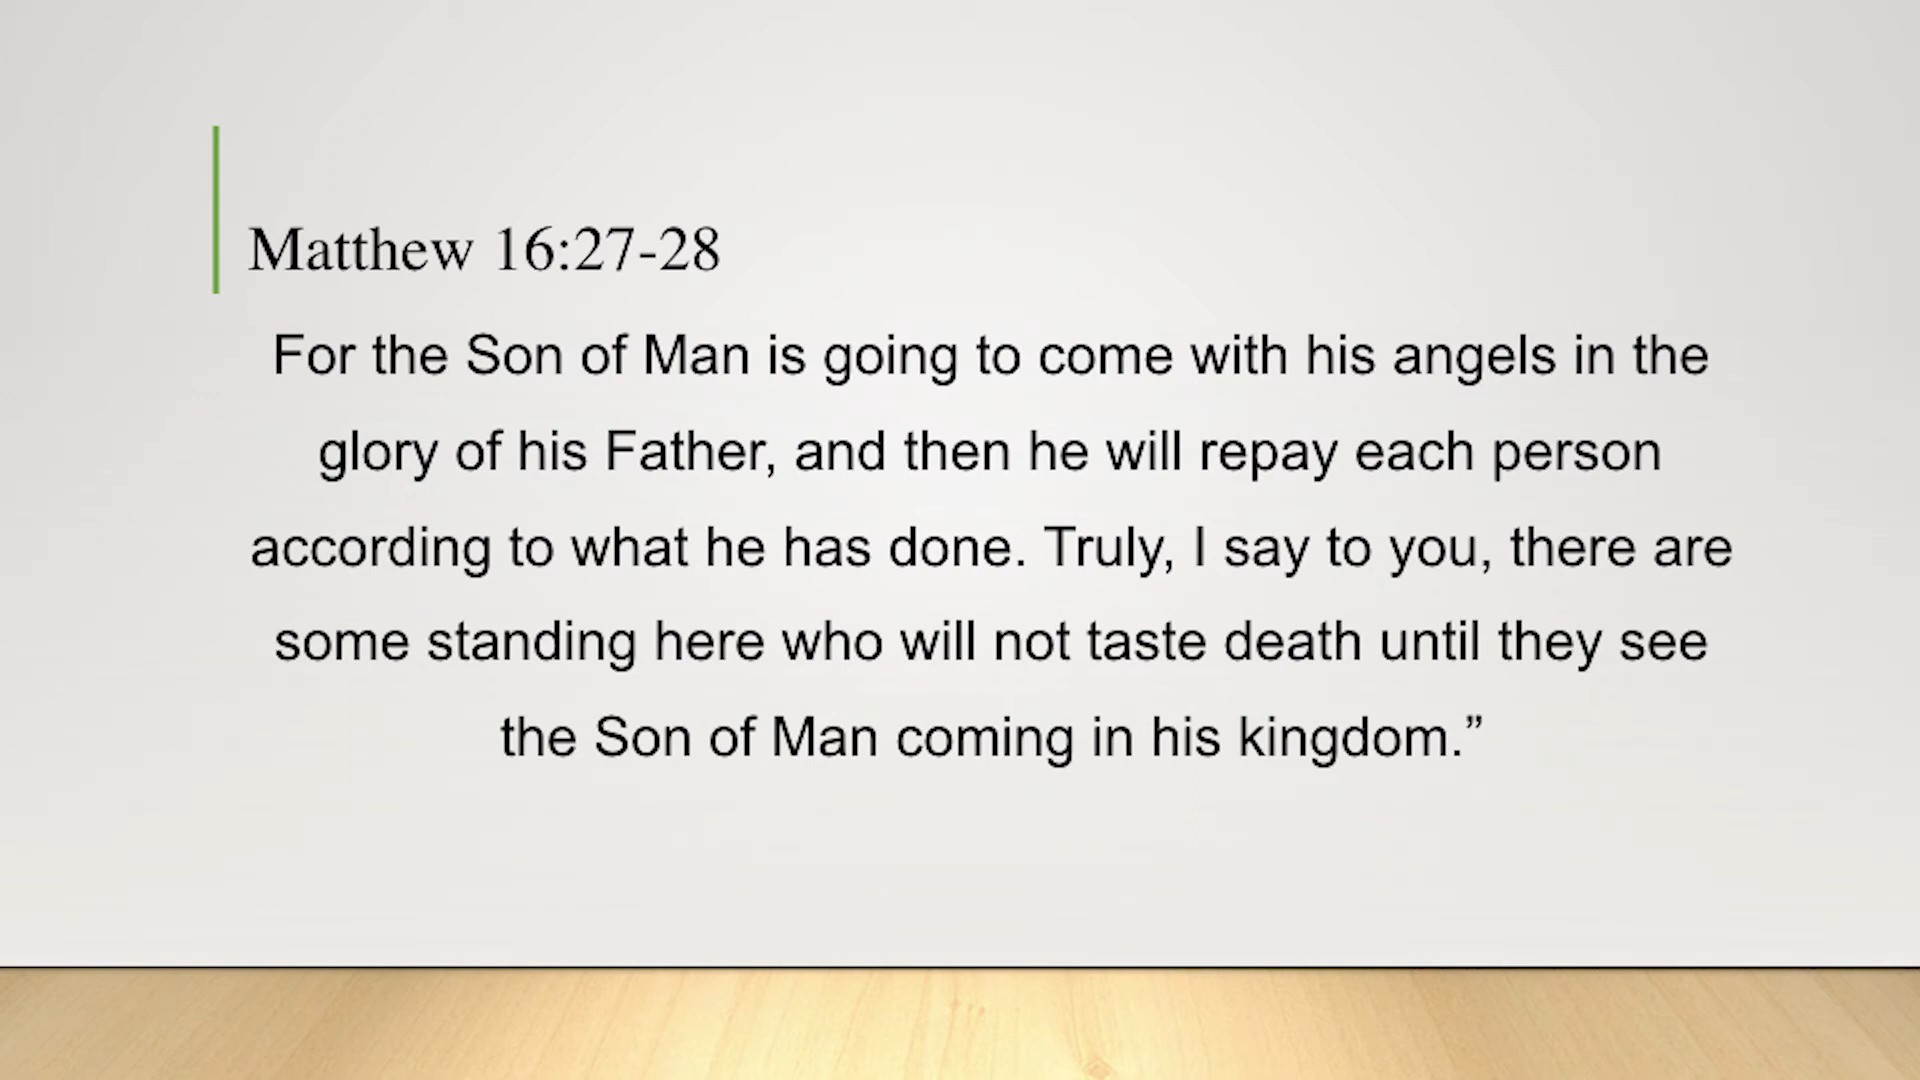 Matthew 16:27-28
For the Son of Man is going to come with his angels in the
glory of his Father, and then he will repay each person
according to what he has done. Truly, I say to you, there are
some standing here who will not taste death until they see
the Son of Man coming in his kingdom.”